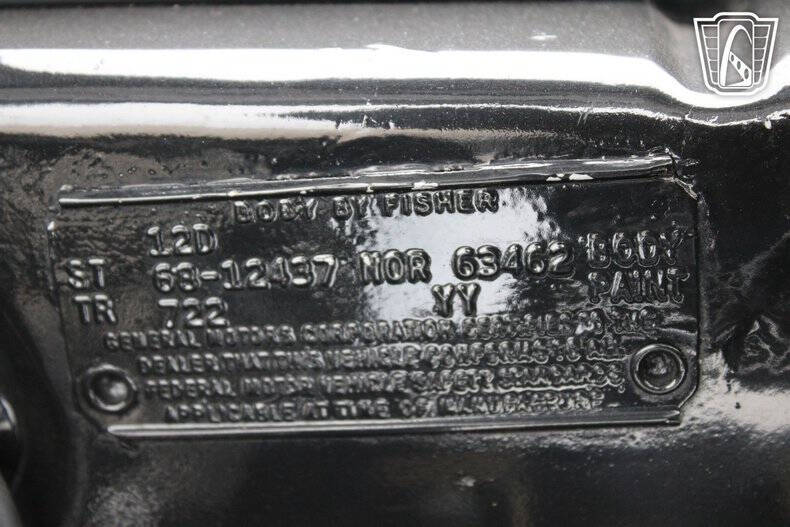 BODY BY FISHER
12D
ST 68-12437 NOR 63462 BODY
TR 722 YY PAINT
GENERAL MOTORS CORPORATION CERTIFIES TO THE
DEALER THAT THIS VEHICLE CONFORMS TO ALL
FEDERAL MOTOR VEHICLE SAFETY STANDARDS
APPLICABLE AT TIME OF MANUFACTURE